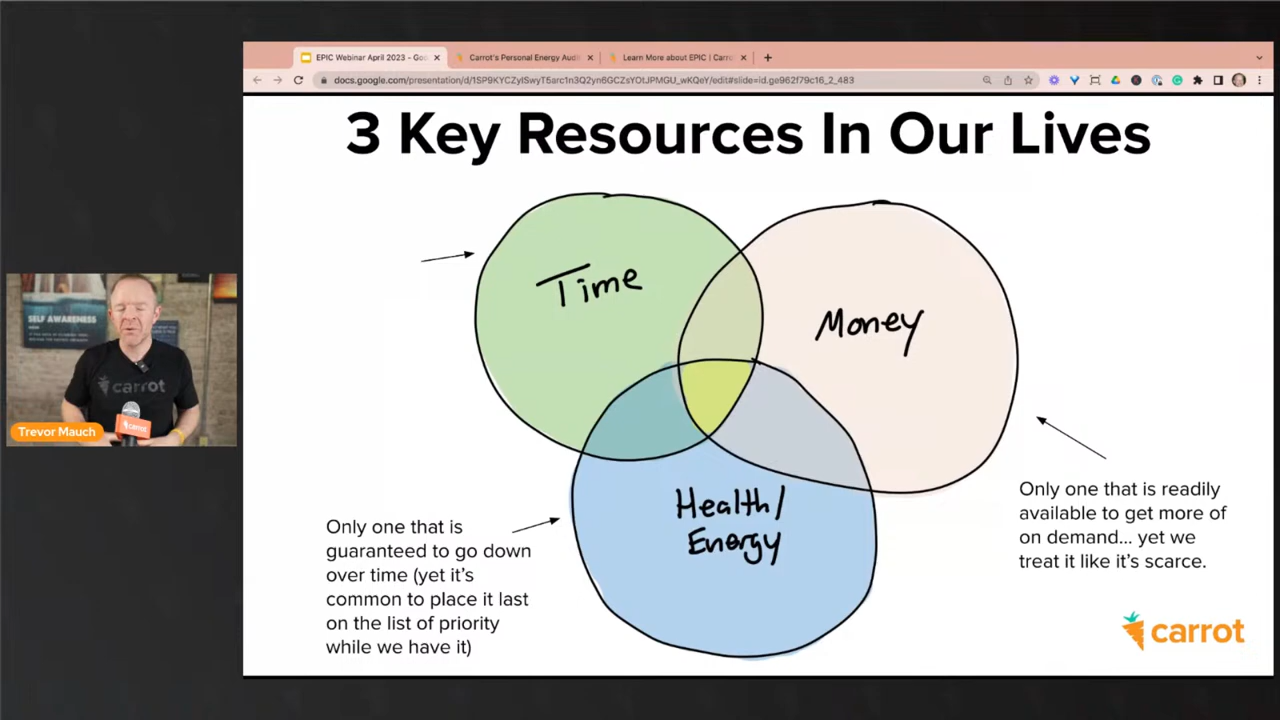 EPIC Webinar April 2023 - Goo
Carrot's Personal Energy Audi
Learn More about EPIC | Carro
docs.google.com/presentation/d/1SP9KYCZyISwyT5arc1n3Q2yn6GCZsYOtJPMGU_wKQeY/edit#slide=id.ge962f79c16_2_483
3 Key Resources In Our Lives
Time
Money
Health/
Energy
Only one that is
guaranteed to go down
over time (yet it's
common to place it last
on the list of priority
while we have it)
Only one that is readily
available to get more of
on demand... yet we
treat it like it's scarce.
carrot
SELF AWARENESS
carrot
carrot
Trevor Mauch